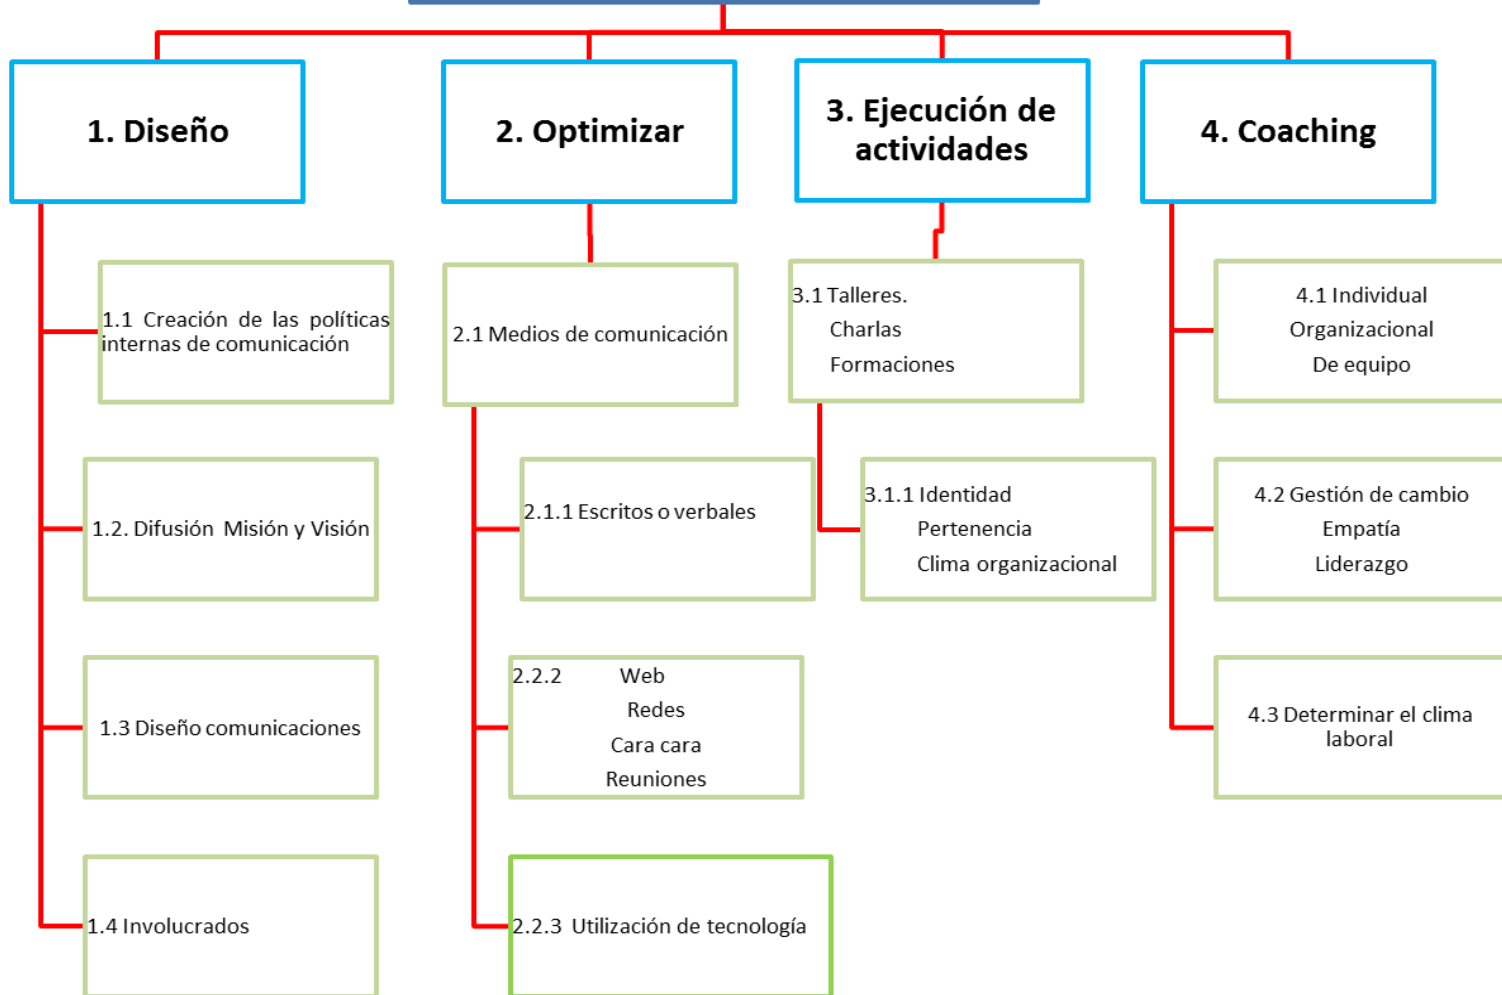 1. Diseño
2. Optimizar
3. Ejecución de
actividades
4. Coaching
1.1 Creación de las políticas
internas de comunicación
1.2. Difusión Misión y Visión
1.3 Diseño comunicaciones
1.4 Involucrados
2.1 Medios de comunicación
2.1.1 Escritos o verbales
2.2.2 Web
Redes
Cara cara
Reuniones
2.2.3 Utilización de tecnología
3.1 Talleres.
Charlas
Formaciones
3.1.1 Identidad
Pertenencia
Clima organizacional
4.1 Individual
Organizacional
De equipo
4.2 Gestión de cambio
Empatía
Liderazgo
4.3 Determinar el clima
laboral